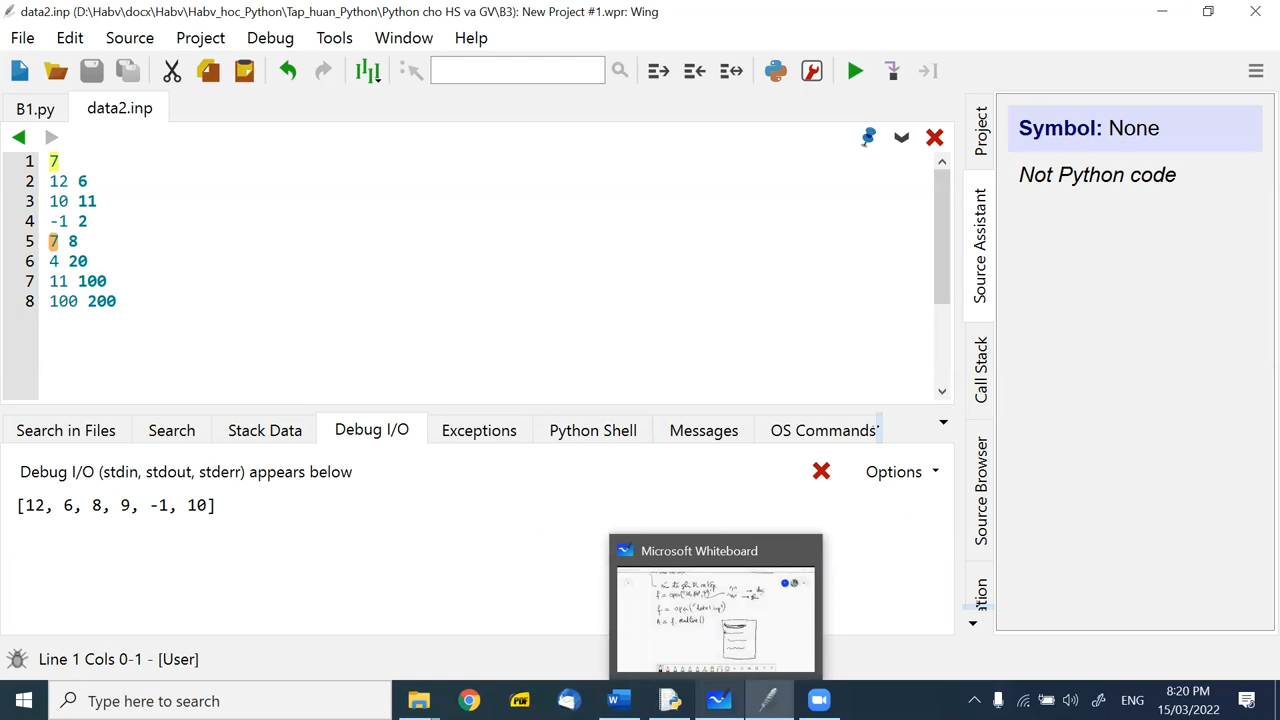 data2.inp (D:\Habv\docx\Habv\Habv_hoc_Python\Tap_huan_Python\Python cho HS va GV\B3): New Project #1.wpr: Wing
File Edit Source Project Debug Tools Window Help
B1.py data2.inp
1 7
2 12 6
3 10 11
4 -1 2
5 7 8
6 4 20
7 11 100
8 100 200
Project
Source Assistant
Call Stack
Source Browser
Symbol: None
Not Python code
Search in Files Search Stack Data Debug I/O Exceptions Python Shell Messages OS Commands
Debug I/O (stdin, stdout, stderr) appears below Options
[12, 6, 8, 9, -1, 10]
Microsoft Whiteboard
Line 1 Cols 0-1 - [User]
Type here to search
PDF
ENG
8:20 PM
15/03/2022